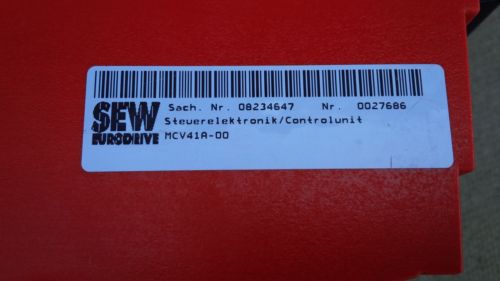 Sach. Nr. 08234647 Nr. 0027686
SEW
EURODRIVE
Steuerelektronik/Controlunit
MCV41A-00